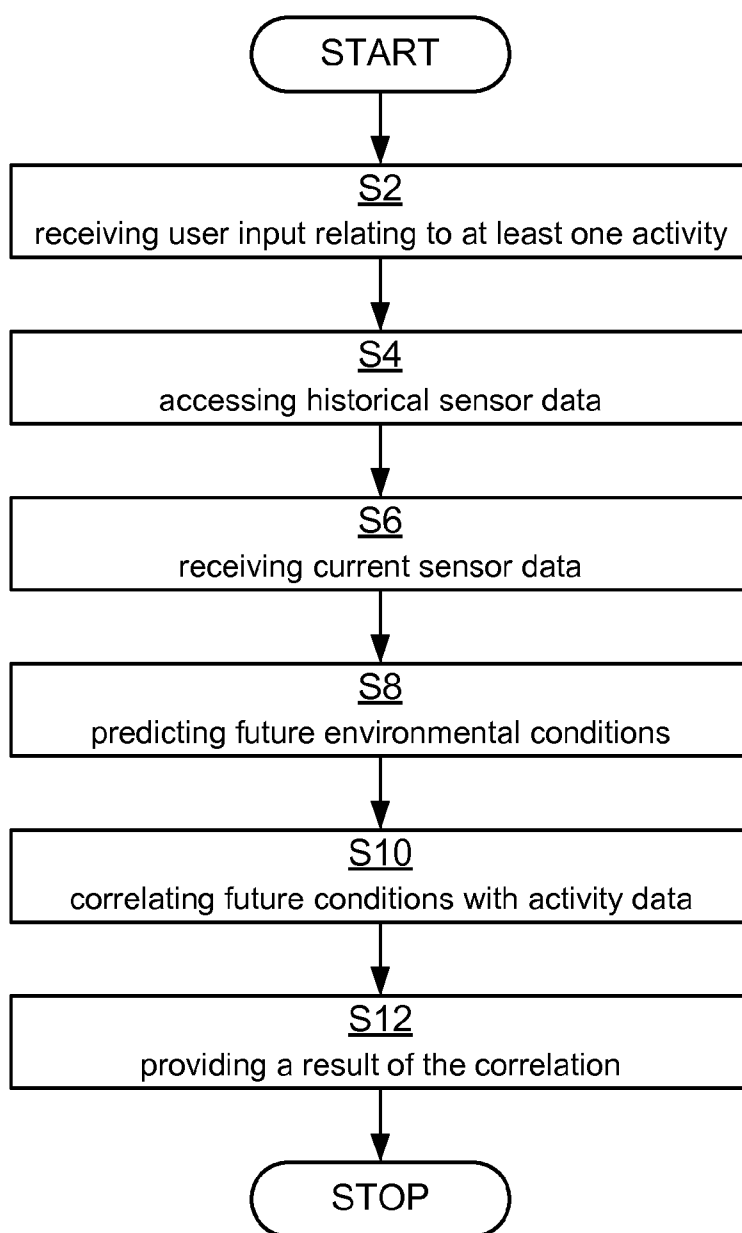 START
S2
receiving user input relating to at least one activity
S4
accessing historical sensor data
S6
receiving current sensor data
S8
predicting future environmental conditions
S10
correlating future conditions with activity data
S12
providing a result of the correlation
STOP